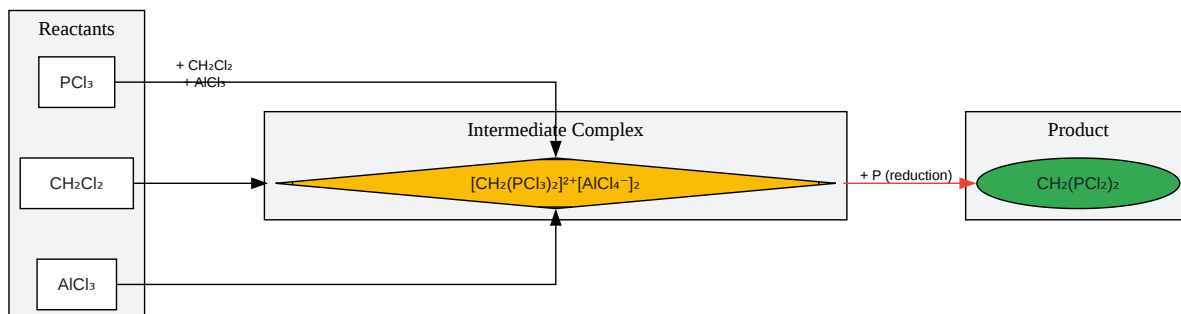 Reactants
PCl₃
+ CH₂Cl₂
+ AlCl₃
CH₂Cl₂
AlCl₃
Intermediate Complex
[CH₂(PCl₃)₂]²⁺[AlCl₄⁻]₂
+ P (reduction)
Product
CH₂(PCl₂)₂